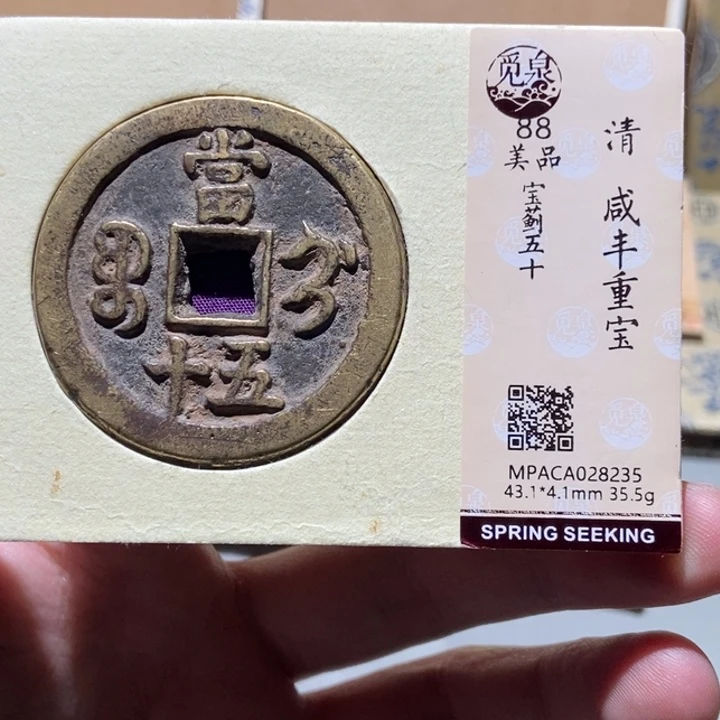 當
五十
觅泉
88
美品
宝蓟五十
清 咸丰重宝
MPACA028235
43.1*4.1mm 35.5g
SPRING SEEKING